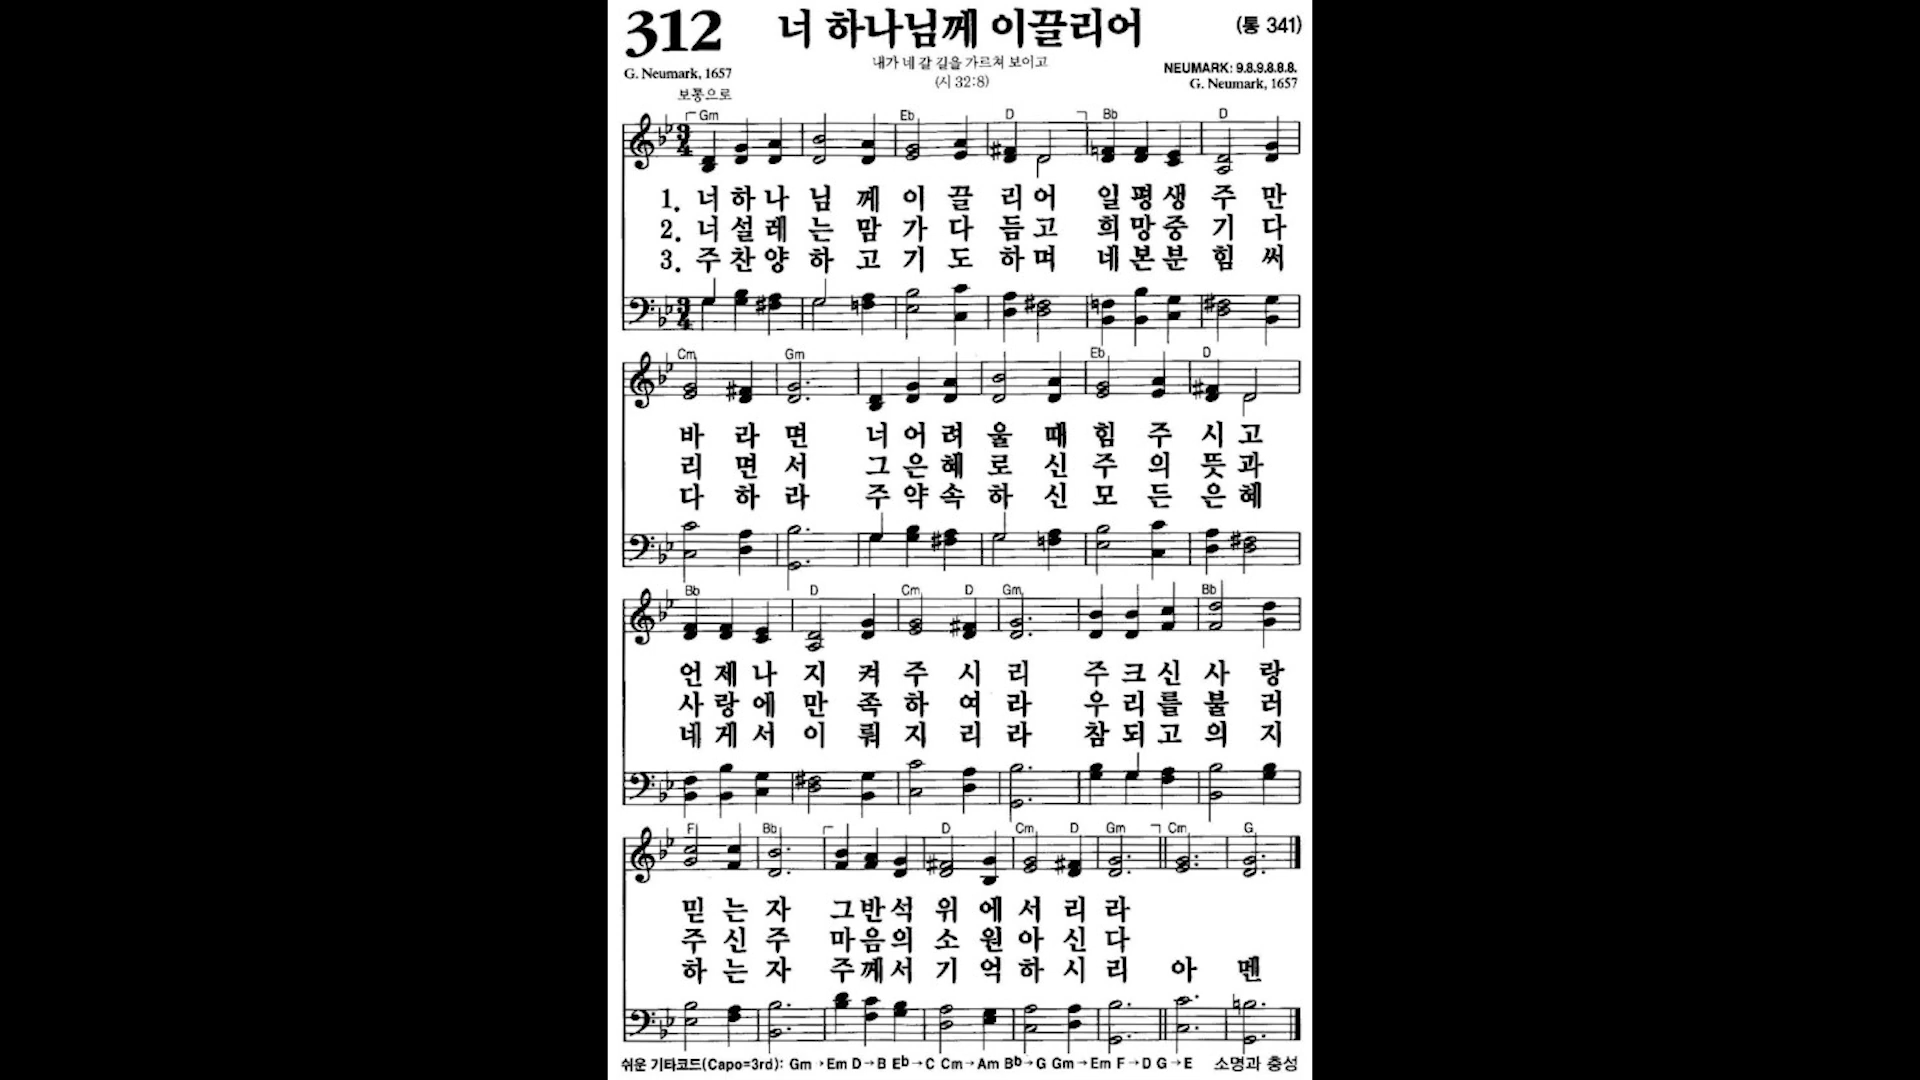 312 너 하나님께 이끌리어 (통 341)
내가 네 갈 길을 가르쳐 보이고
(시 32:8)
G. Neumark, 1657
보통으로
NEUMARK: 9.8.9.8.8.8.
G. Neumark, 1657
Gm Eb D Bb D
3/4
1. 너 하 나 님 께 이 끌 리 어 일 평 생 주 만
2. 너 설 레 는 맘 가 다 듬 고 희 망 중 기 다
3. 주 찬 양 하 고 기 도 하 며 네 본 분 힘 써
3/4
Cm Gm Eb D
바 라 면 너 어 려 울 때 힘 주 시 고
리 면 서 그 은 혜 로 신 주 의 뜻 과
다 하 라 주 약 속 하 신 모 든 은 혜
Bb D Cm D Gm Bb
언 제 나 지 켜 주 시 리 주 크 신 사 랑
사 랑 에 만 족 하 여 라 우 리 를 불 러
네 게 서 이 뤄 지 리 라 참 되 고 의 지
F Bb D Cm D Gm Cm G
믿 는 자 그 반 석 위 에 서 리 라
주 신 주 마 음 의 소 원 아 신 다
하 는 자 주 께 서 기 억 하 시 리 아 멘
쉬운 기타코드(Capo=3rd): Gm→Em D→B Eb→C Cm→Am Bb→G Gm→Em F→D G→E 소명과 충성